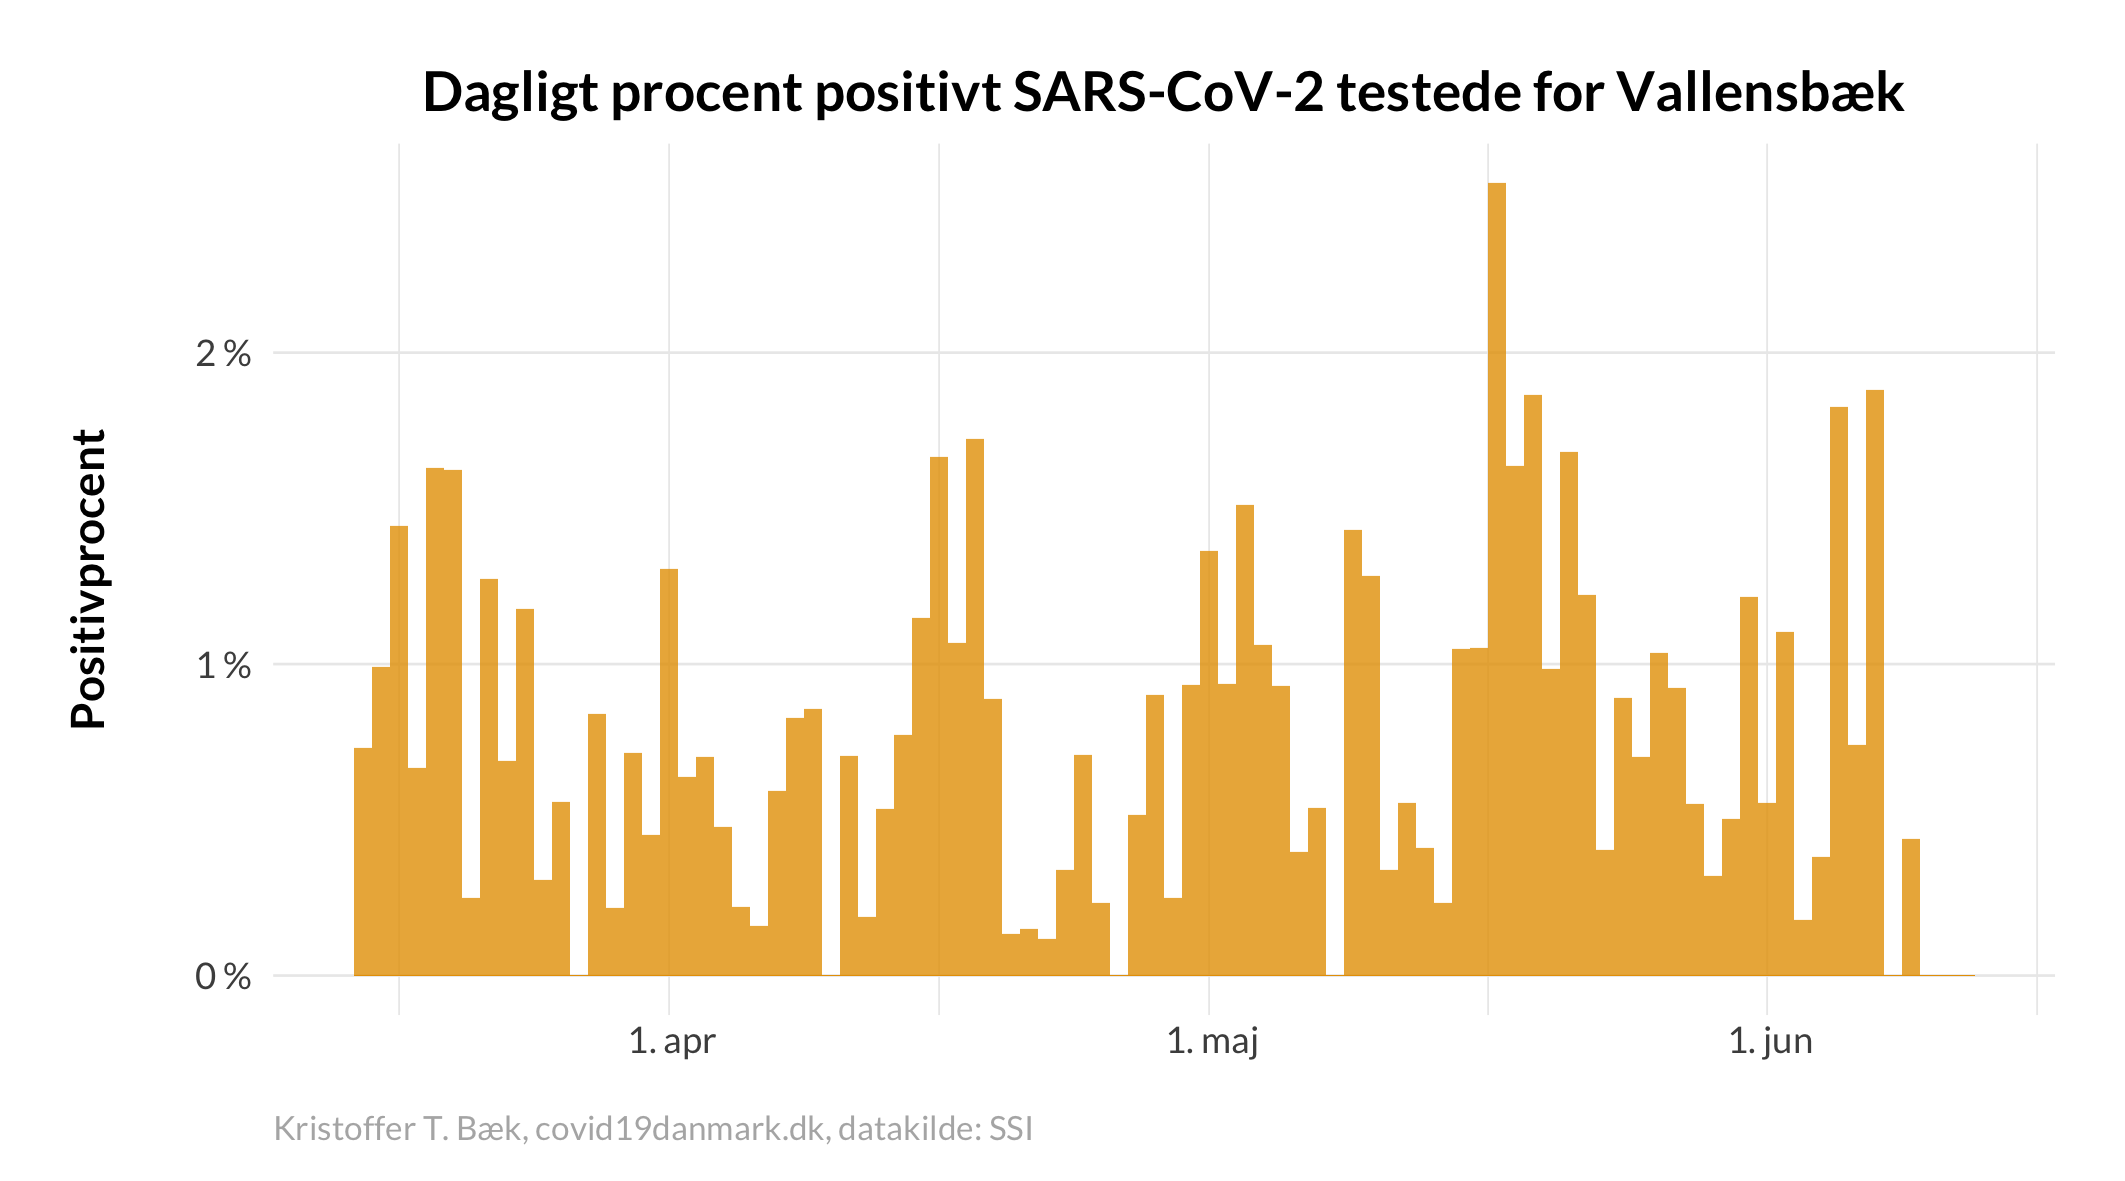 Dagligt procent positivt SARS-CoV-2 testede for Vallensbæk
Positivprocent
2 %
1 %
0 %
1. apr
1. maj
1. jun
Kristoffer T. Bæk, covid19danmark.dk, datakilde: SSI